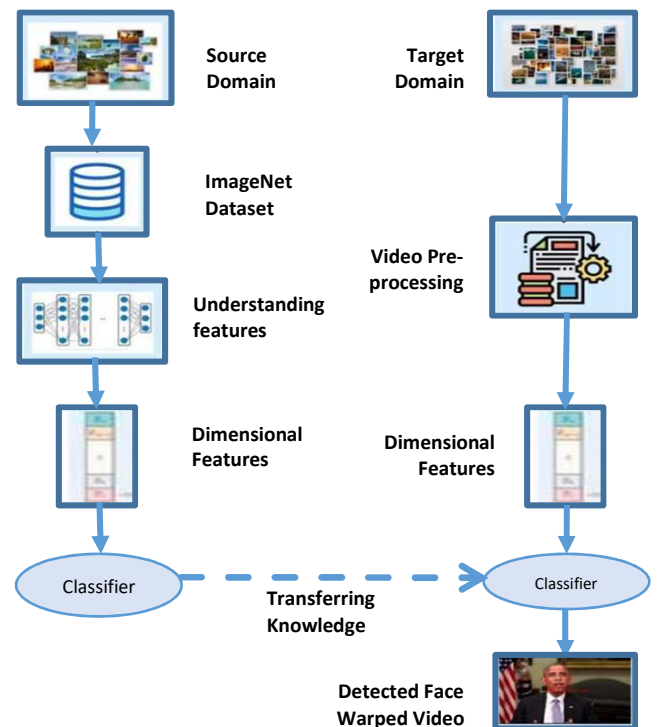 Source
Domain
Target
Domain
ImageNet
Dataset
Video Pre-
processing
Understanding
features
Dimensional
Features
Dimensional
Features
Classifier
Classifier
Transferring
Knowledge
Detected Face
Warped Video